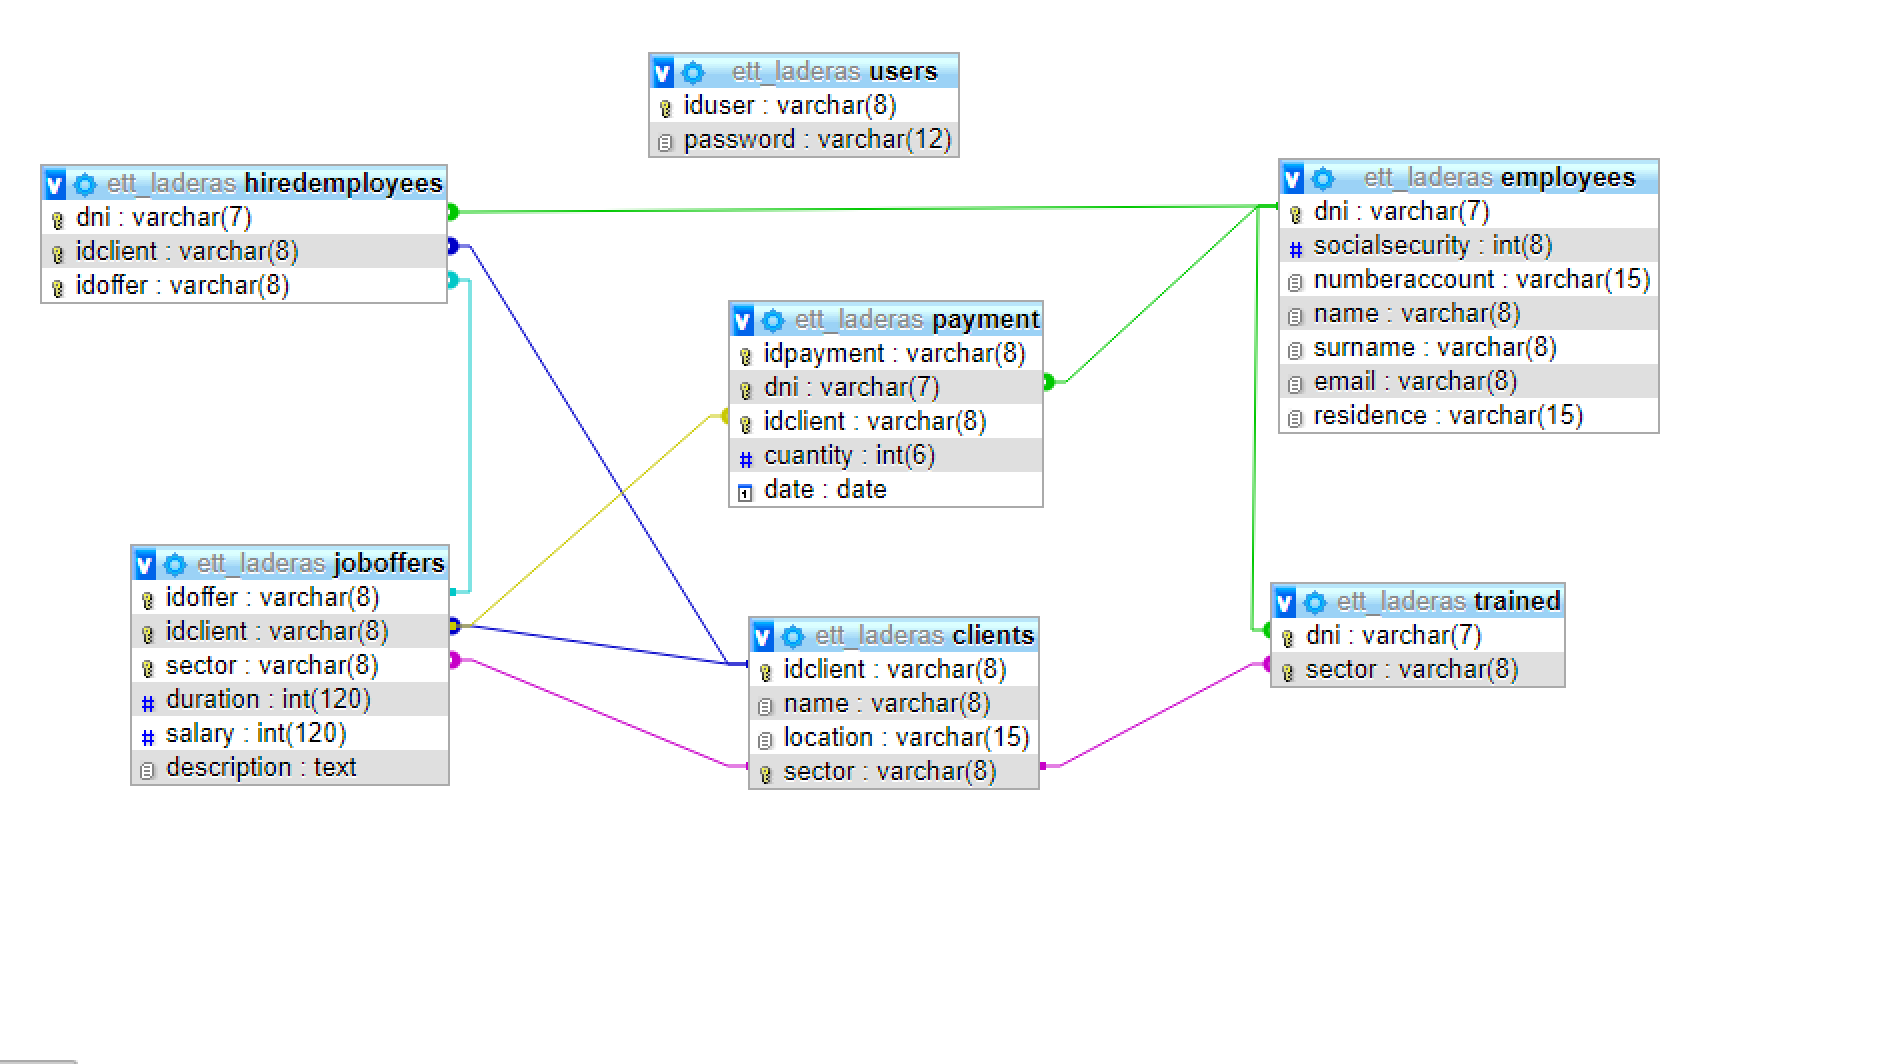 ett_laderas users
iduser : varchar(8)
password : varchar(12)
ett_laderas hiredemployees
dni : varchar(7)
idclient : varchar(8)
idoffer : varchar(8)
ett_laderas employees
dni : varchar(7)
socialsecurity : int(8)
numberaccount : varchar(15)
name : varchar(8)
surname : varchar(8)
email : varchar(8)
residence : varchar(15)
ett_laderas payment
idpayment : varchar(8)
dni : varchar(7)
idclient : varchar(8)
cuantity : int(6)
date : date
ett_laderas joboffers
idoffer : varchar(8)
idclient : varchar(8)
sector : varchar(8)
duration : int(120)
salary : int(120)
description : text
ett_laderas clients
idclient : varchar(8)
name : varchar(8)
location : varchar(15)
sector : varchar(8)
ett_laderas trained
dni : varchar(7)
sector : varchar(8)